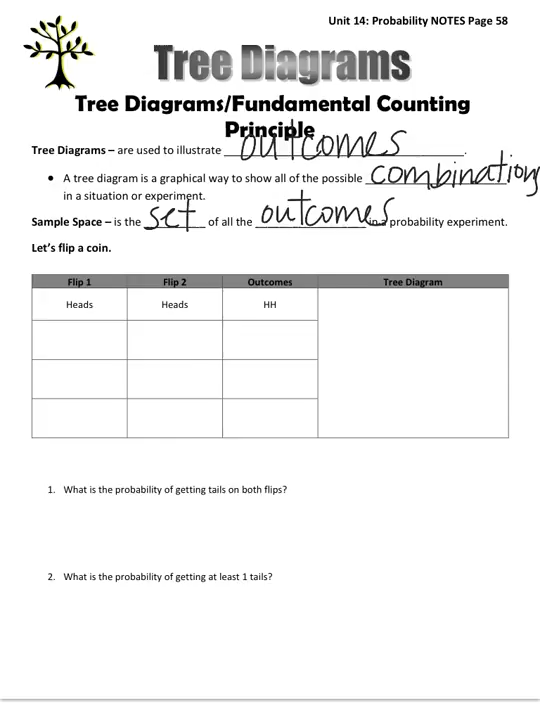 Unit 14: Probability NOTES Page 58
Tree Diagrams
Tree Diagrams/Fundamental Counting
Principle
Tree Diagrams – are used to illustrate outcomes.
• A tree diagram is a graphical way to show all of the possible combinations
in a situation or experiment.
Sample Space – is the set of all the outcomes in a probability experiment.
Let's flip a coin.
Flip 1 Flip 2 Outcomes Tree Diagram
Heads Heads HH
1. What is the probability of getting tails on both flips?
2. What is the probability of getting at least 1 tails?